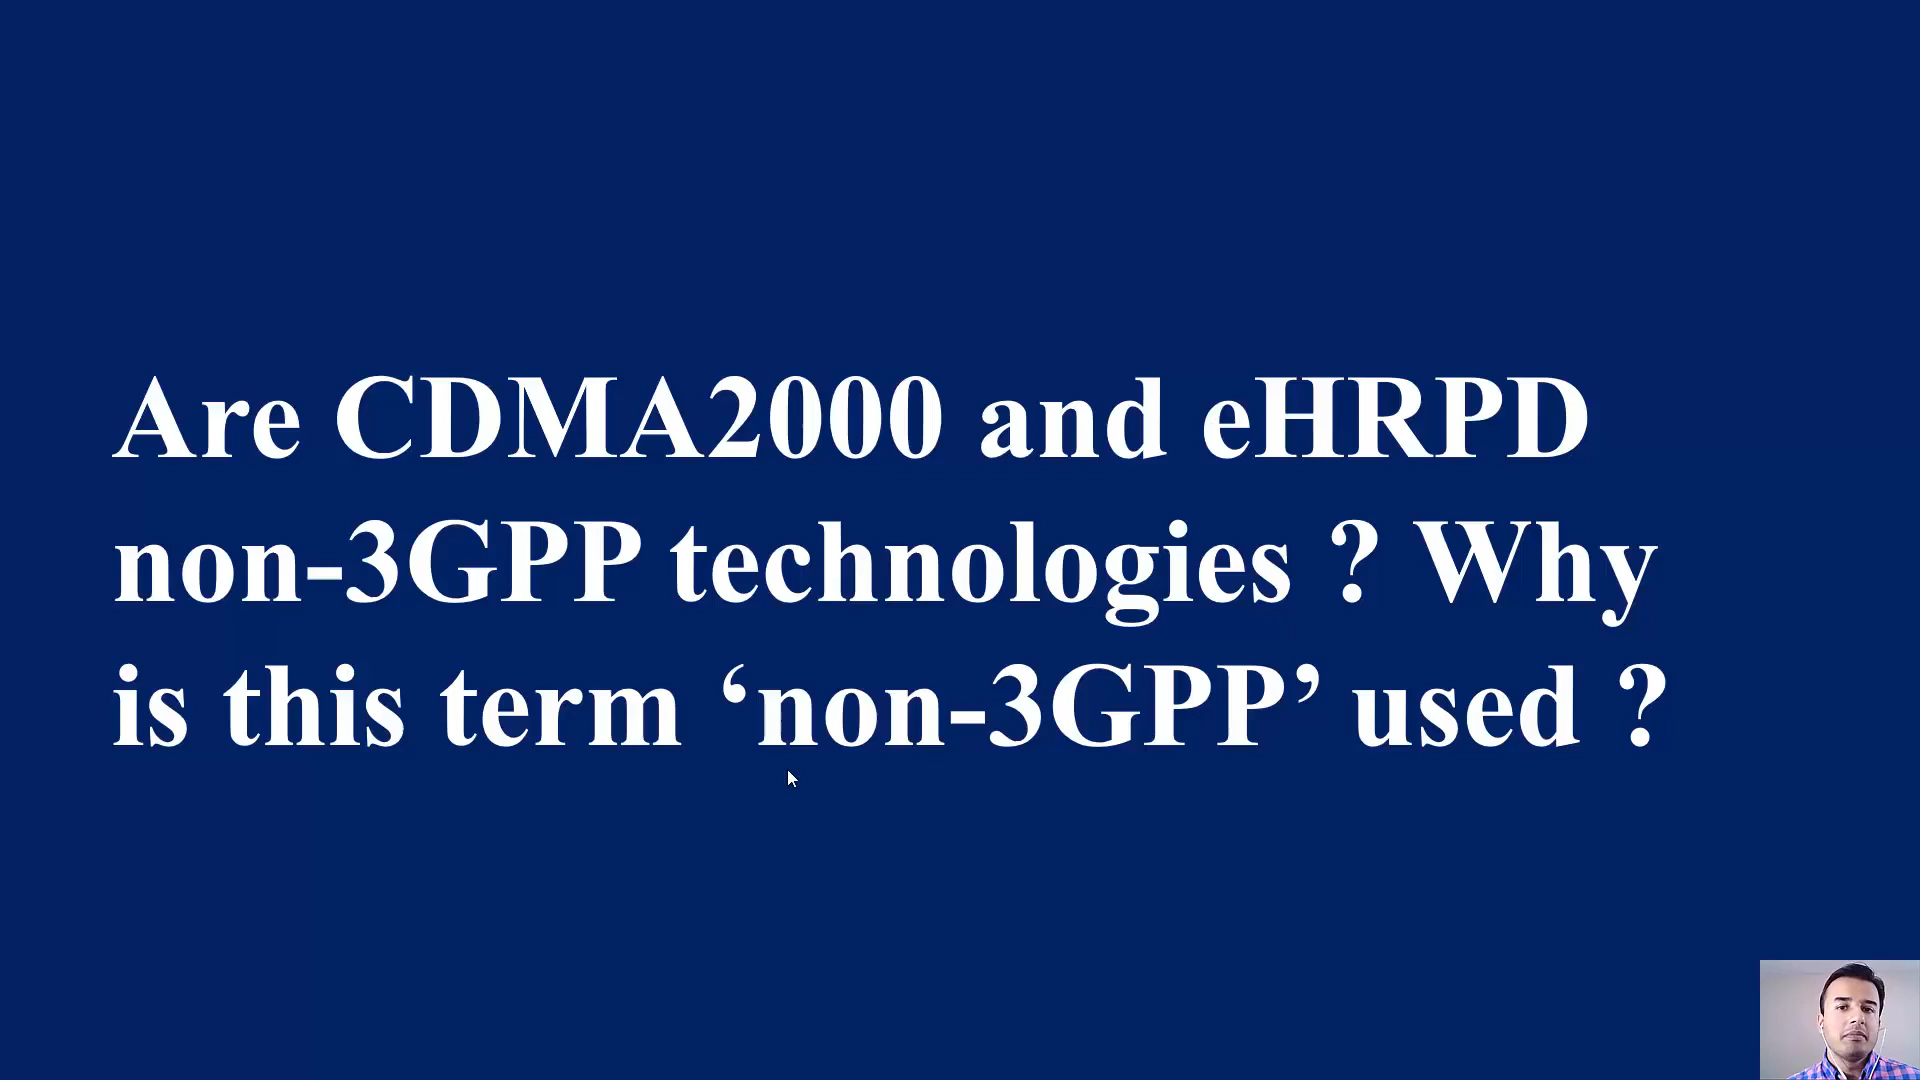 Are CDMA2000 and eHRPD
non-3GPP technologies ? Why
is this term ‘non-3GPP’ used ?